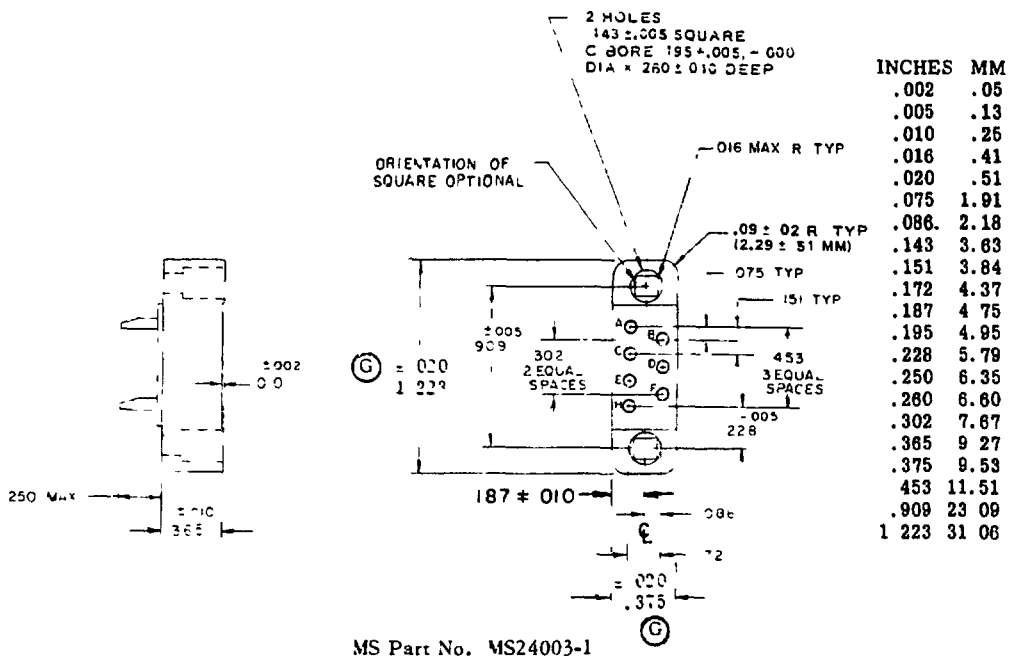 2 HOLES
.143 ±.005 SQUARE
C BORE .195 +.005, -.000
DIA × .260 ± .010 DEEP
ORIENTATION OF
SQUARE OPTIONAL
.016 MAX R TYP
.09 ± .02 R TYP
(2.29 ± .51 MM)
.075 TYP
.151 TYP
INCHES MM
.002 .05
.005 .13
.010 .25
.016 .41
.020 .51
.075 1.91
.086. 2.18
.143 3.63
.151 3.84
.172 4.37
.187 4 75
.195 4.95
.228 5.79
.250 6.35
.260 6.60
.302 7.67
.365 9 27
.375 9.53
453 11.51
.909 23 09
1 223 31 06
A
B
C
D
E
F
H
±.005
.909
G ± .020
1.223
.302
2 EQUAL
SPACES
.453
3 EQUAL
SPACES
±.002
-.005
.228
.250 MAX
±.010
.365
187 ± 010
.086
℄
± .020
.375
G
MS Part No. MS24003-1